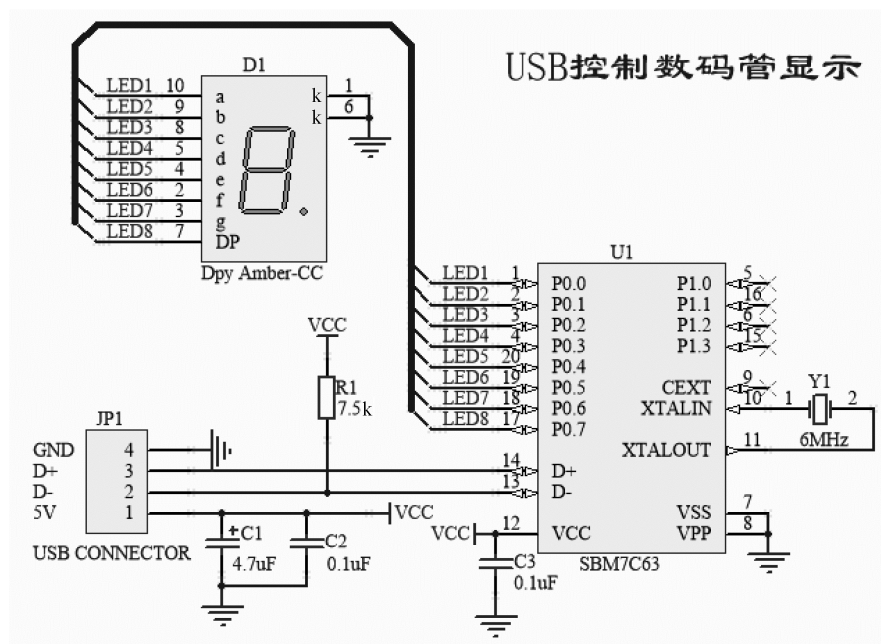 USB控制数码管显示
D1
LED1 10 a k 1
LED2 9 b k 6
LED3 8 c
LED4 5 d
LED5 4 e
LED6 2 f
LED7 3 g
LED8 7 DP
Dpy Amber-CC
U1
LED1 1 P0.0 P1.0 5
LED2 2 P0.1 P1.1 16
LED3 3 P0.2 P1.2 6
LED4 4 P0.3 P1.3 15
LED5 20 P0.4
LED6 19 P0.5 CEXT 9
LED7 18 P0.6 XTALIN 10 1 Y1 2
LED8 17 P0.7
6MHz
XTALOUT 11
14 D+
13 D-
VSS 7
12 VCC VPP 8
VCC
SBM7C63
VCC
R1
7.5k
JP1
GND 4
D+ 3
D- 2
5V 1
USB CONNECTOR
VCC
+C1
4.7uF
C2
0.1uF
C3
0.1uF